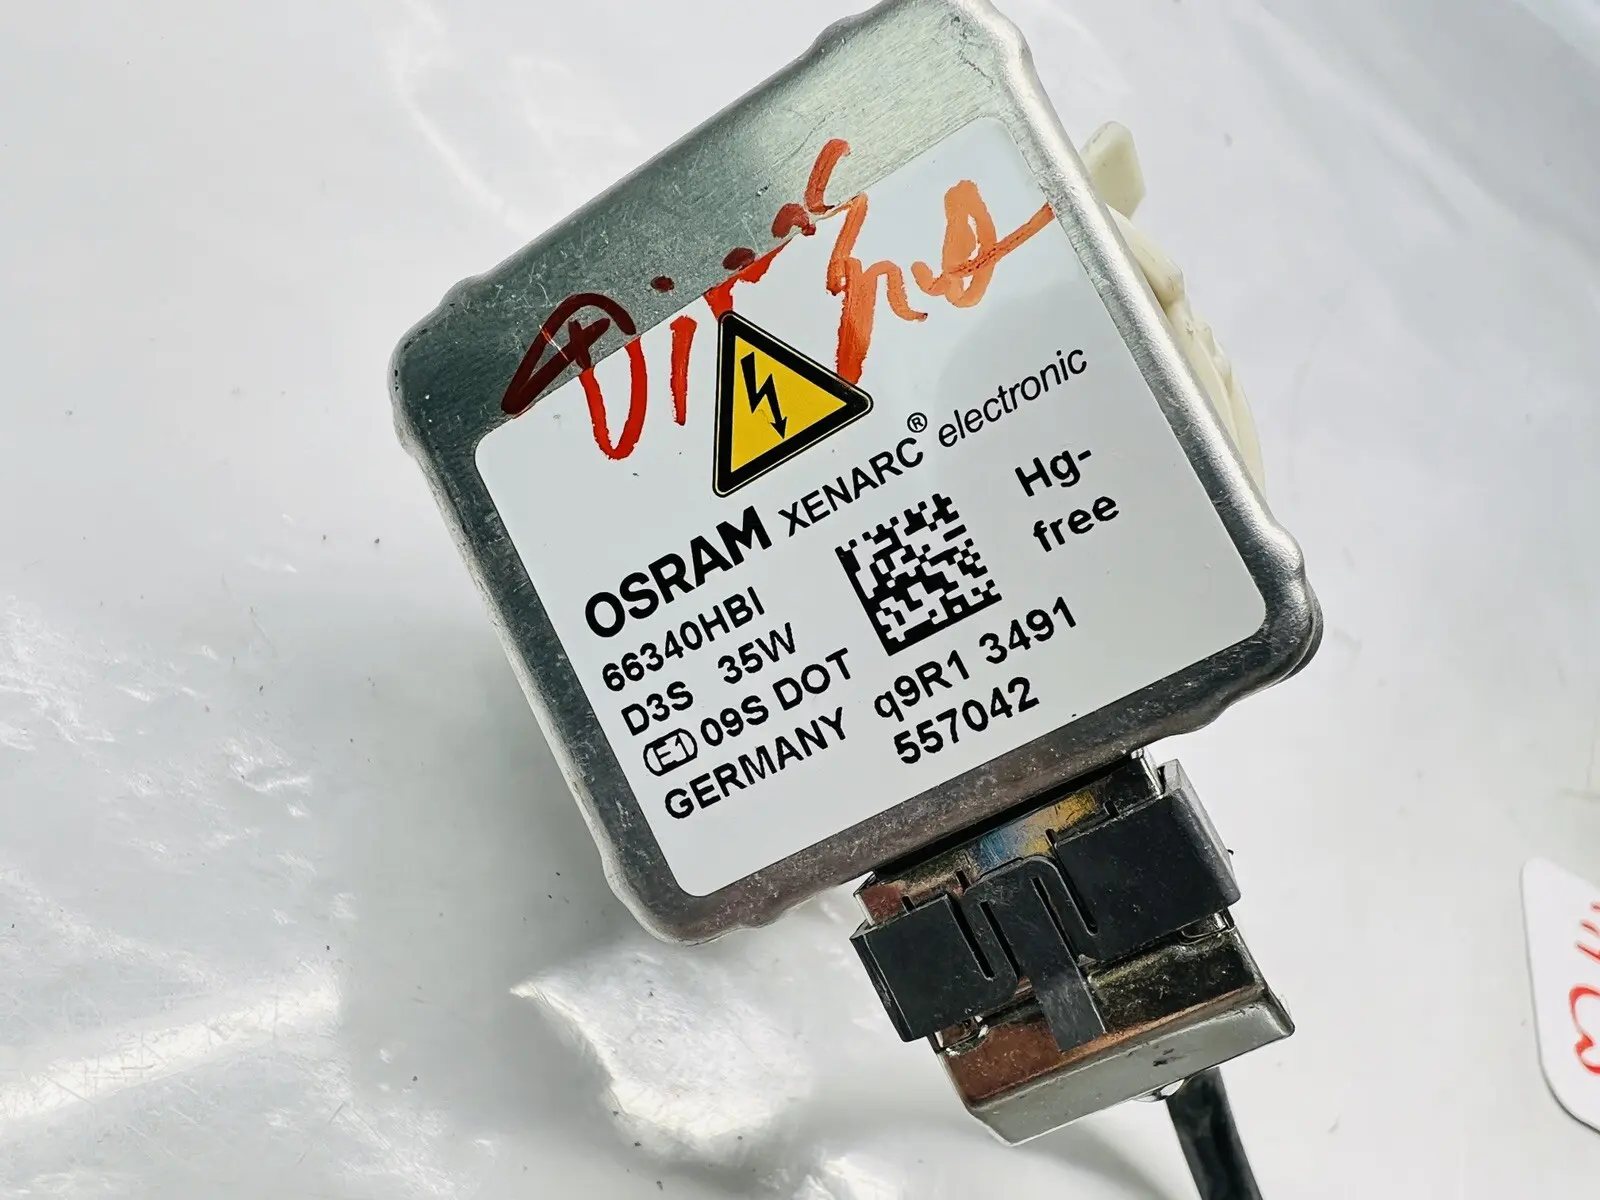 OSRAM XENARC® electronic
66340HBI
D3S 35W
E1 09S DOT
GERMANY
Hg-
free
q9R1 3491
557042